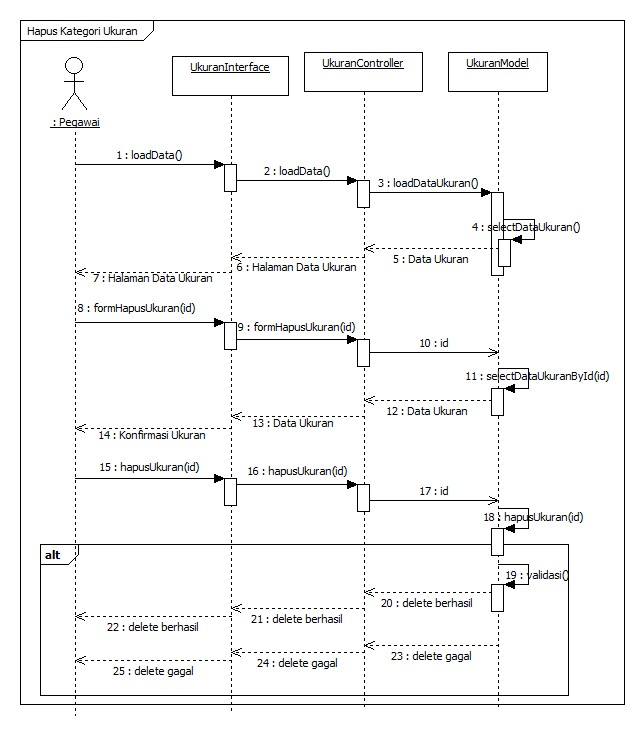 Hapus Kategori Ukuran
UkuranInterface
UkuranController
UkuranModel
: Pegawai
1 : loadData()
2 : loadData()
3 : loadDataUkuran()
4 : selectDataUkuran()
5 : Data Ukuran
6 : Halaman Data Ukuran
7 : Halaman Data Ukuran
8 : formHapusUkuran(id)
9 : formHapusUkuran(id)
10 : id
11 : selectDataUkuranById(id)
12 : Data Ukuran
13 : Data Ukuran
14 : Konfirmasi Ukuran
15 : hapusUkuran(id)
16 : hapusUkuran(id)
17 : id
18 : hapusUkuran(id)
alt
19 : validasi()
20 : delete berhasil
21 : delete berhasil
22 : delete berhasil
23 : delete gagal
24 : delete gagal
25 : delete gagal